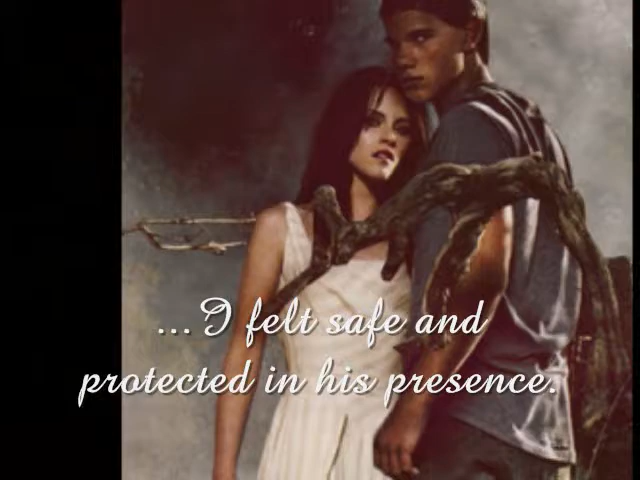 ... I felt safe and
protected in his presence.